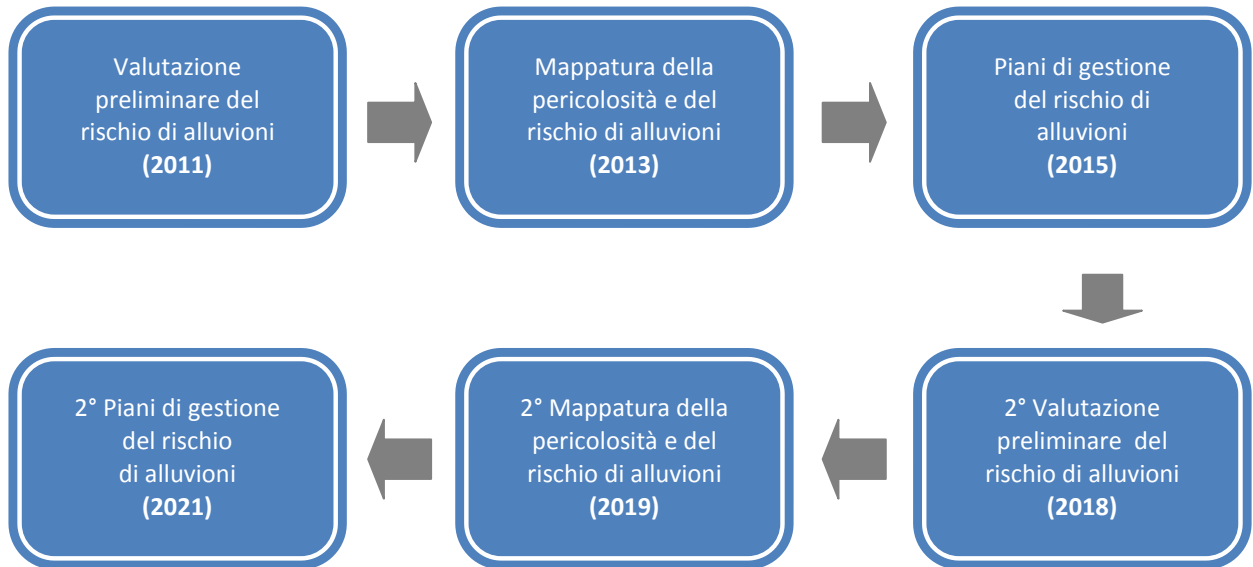 Valutazione
preliminare del
rischio di alluvioni
(2011)
Mappatura della
pericolosità e del
rischio di alluvioni
(2013)
Piani di gestione
del rischio di
alluvioni
(2015)
2° Piani di gestione
del rischio
di alluvioni
(2021)
2° Mappatura della
pericolosità e del
rischio di alluvioni
(2019)
2° Valutazione
preliminare del
rischio di alluvioni
(2018)